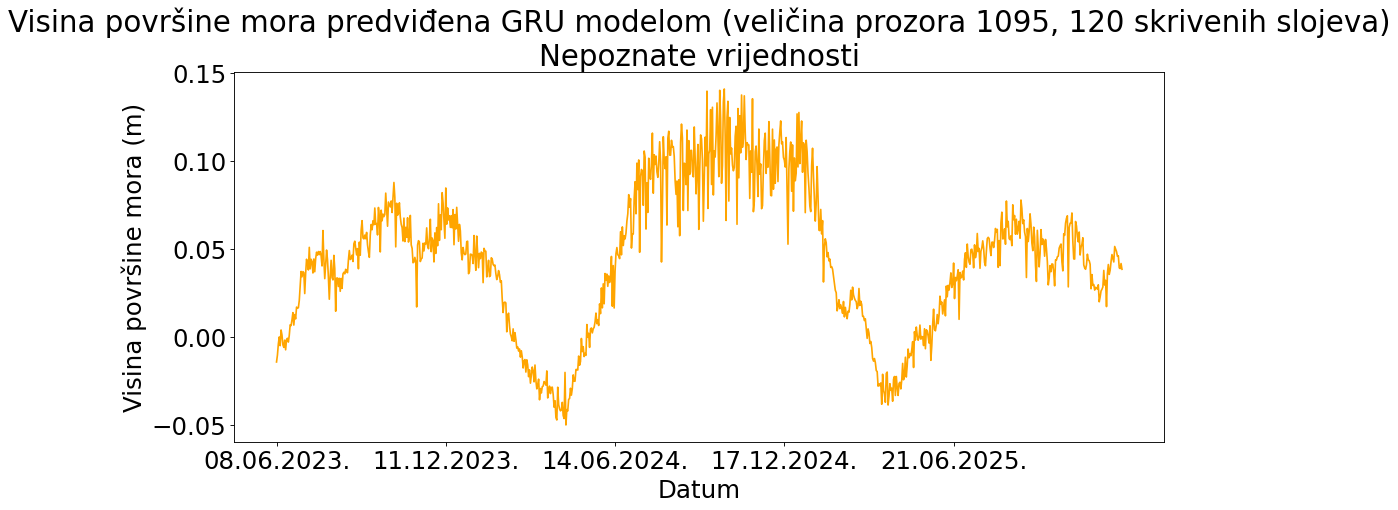 Visina površine mora predviđena GRU modelom (veličina prozora 1095, 120 skrivenih slojeva)
Nepoznate vrijednosti
Visina površine mora (m)
0.15
0.10
0.05
0.00
−0.05
08.06.2023. 11.12.2023. 14.06.2024. 17.12.2024. 21.06.2025.
Datum